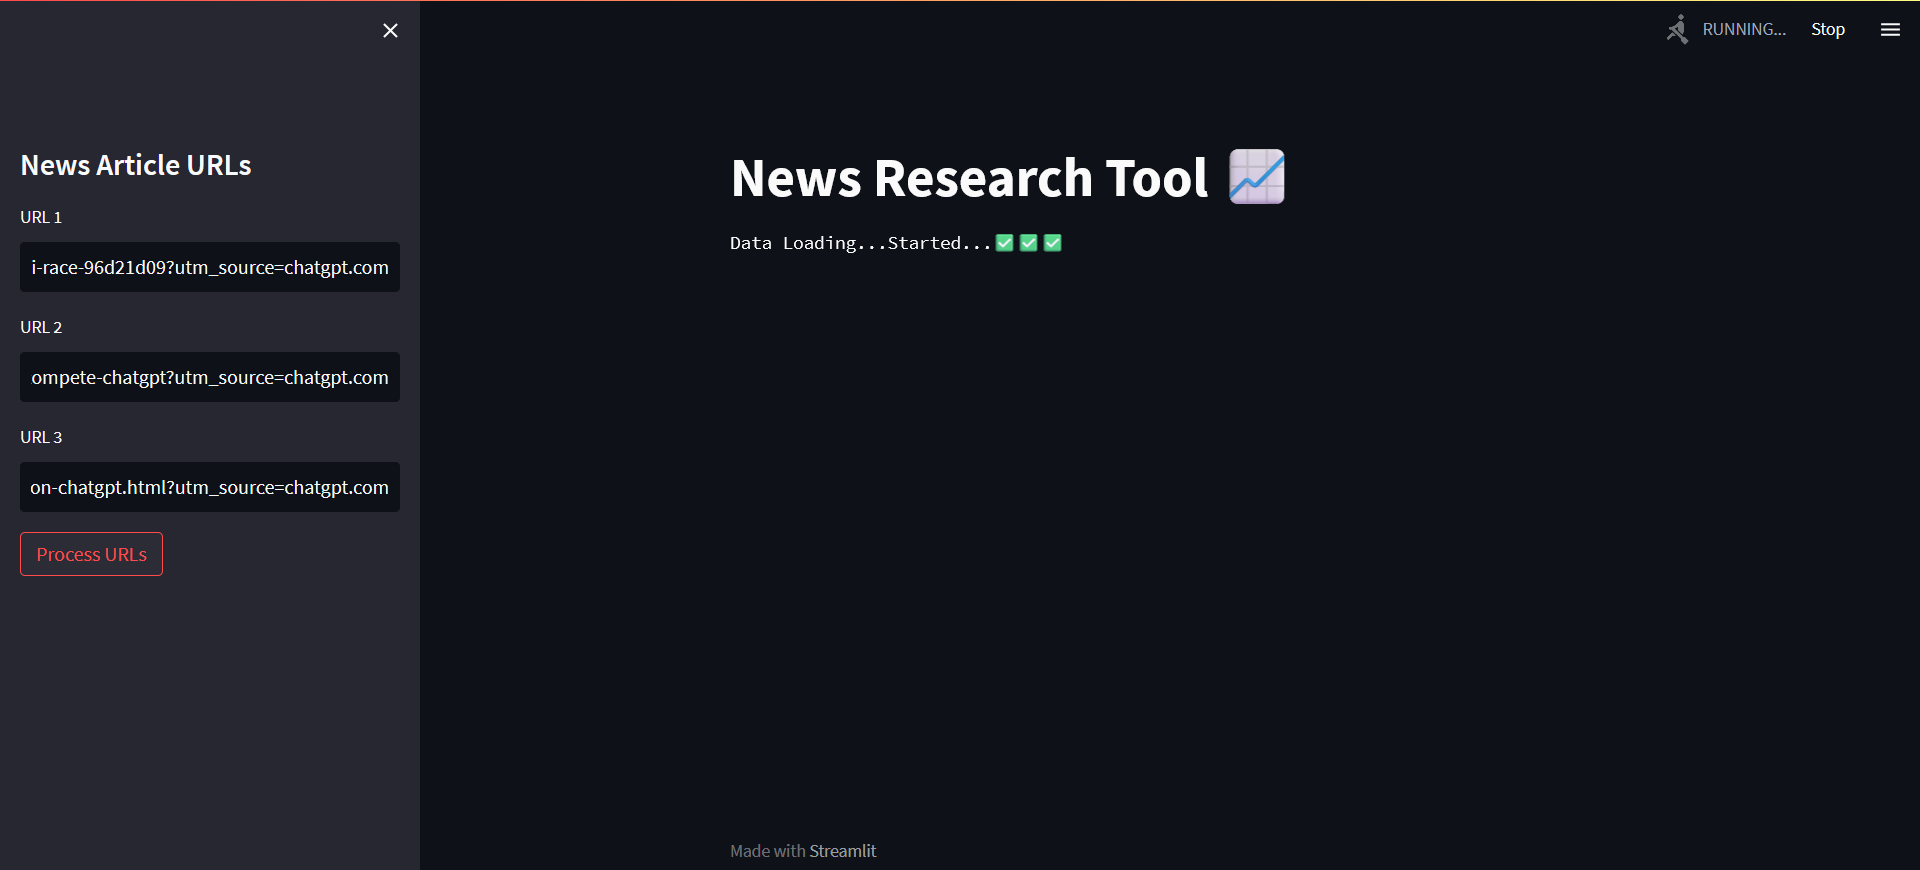 RUNNING...
Stop
News Article URLs
URL 1
i-race-96d21d09?utm_source=chatgpt.com
URL 2
ompete-chatgpt?utm_source=chatgpt.com
URL 3
on-chatgpt.html?utm_source=chatgpt.com
Process URLs
News Research Tool 📈
Data Loading...Started...✅✅✅
Made with Streamlit